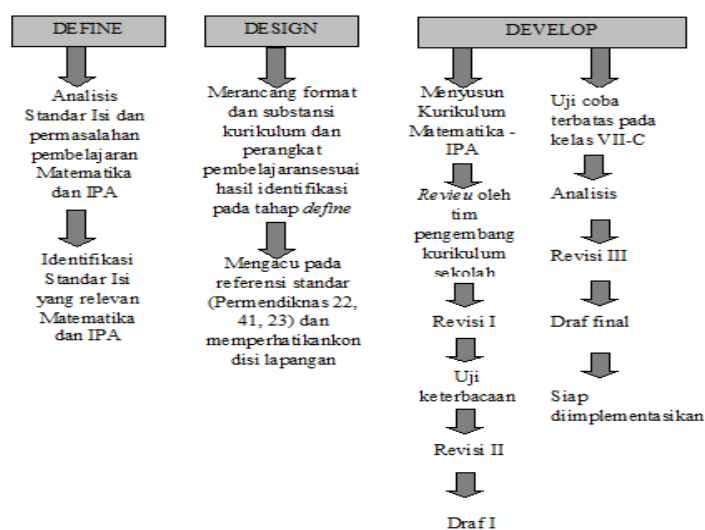 DEFINE
Analisis
Standar Isi dan
permasalahan
pembelajaran
Matematika
dan IPA
Identifikasi
Standar Isi
yang relevan
Matematika
dan IPA
DESIGN
Merancang format
dan substansi
kurikulum dan
perangkat
pembelajaransesuai
hasil identifikasi
pada tahap define
Mengacu pada
referensi standar
(Permendiknas 22,
41, 23) dan
memperhatikankon
disi lapangan
DEVELOP
Menyusun
Kurikulum
Matematika -
IPA
Revieu oleh
tim
pengembang
kurikulum
sekolah
Revisi I
Uji
keterbacaan
Revisi II
Draf I
Uji coba
terbatas pada
kelas VII-C
Analisis
Revisi III
Draf final
Siap
diimplementasikan